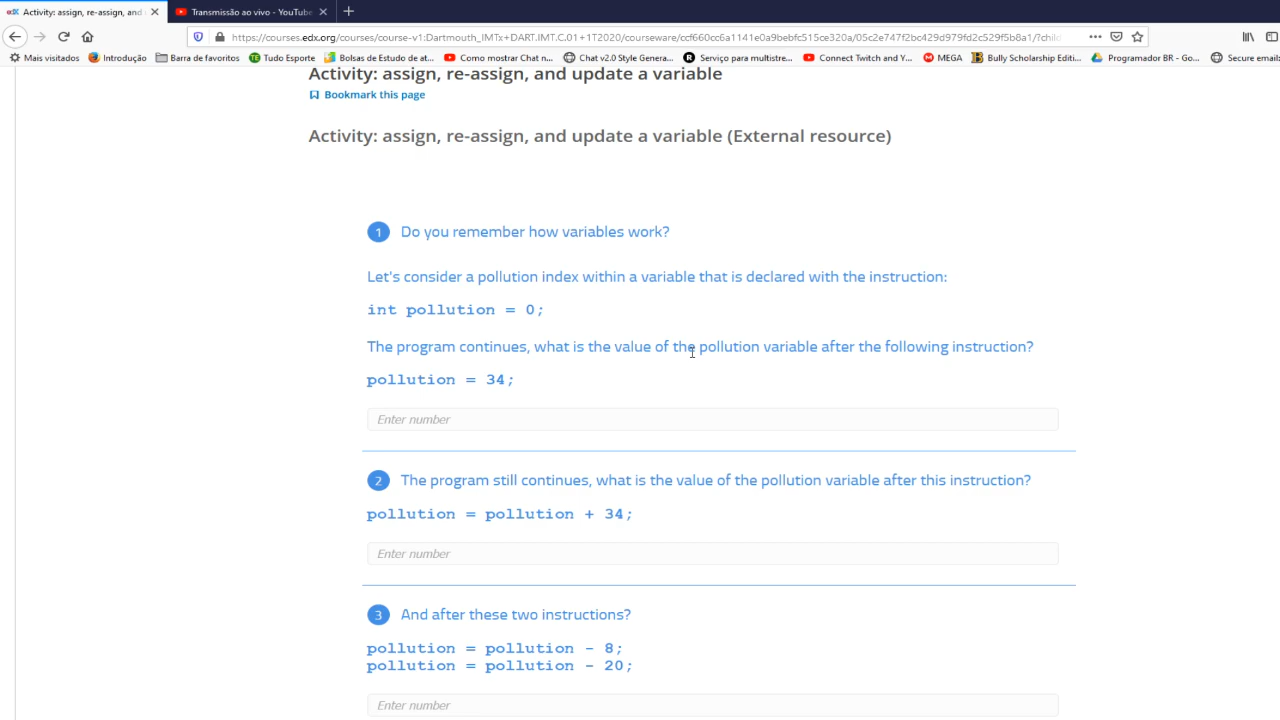 Activity: assign, re-assign, and
Transmissão ao vivo - YouTube
https://courses.edx.org/courses/course-v1:Dartmouth_IMTx+DART.IMT.C.01+1T2020/courseware/ccf660cc6a1141e0a9bebfc515ce320a/05c2e747f2bc429d979fd2c529f5b8a1/?chil
Mais visitados Introdução Barra de favoritos Tudo Esporte Bolsas de Estudo de at... Como mostrar Chat n... Chat v2.0 Style Genera... Serviço para multistre... Connect Twitch and Y... MEGA Bully Scholarship Editi... Programador BR - Go... Secure email:
Activity: assign, re-assign, and update a variable
Bookmark this page
Activity: assign, re-assign, and update a variable (External resource)
1 Do you remember how variables work?
Let's consider a pollution index within a variable that is declared with the instruction:
int pollution = 0;
The program continues, what is the value of the pollution variable after the following instruction?
pollution = 34;
Enter number
2 The program still continues, what is the value of the pollution variable after this instruction?
pollution = pollution + 34;
Enter number
3 And after these two instructions?
pollution = pollution - 8;
pollution = pollution - 20;
Enter number